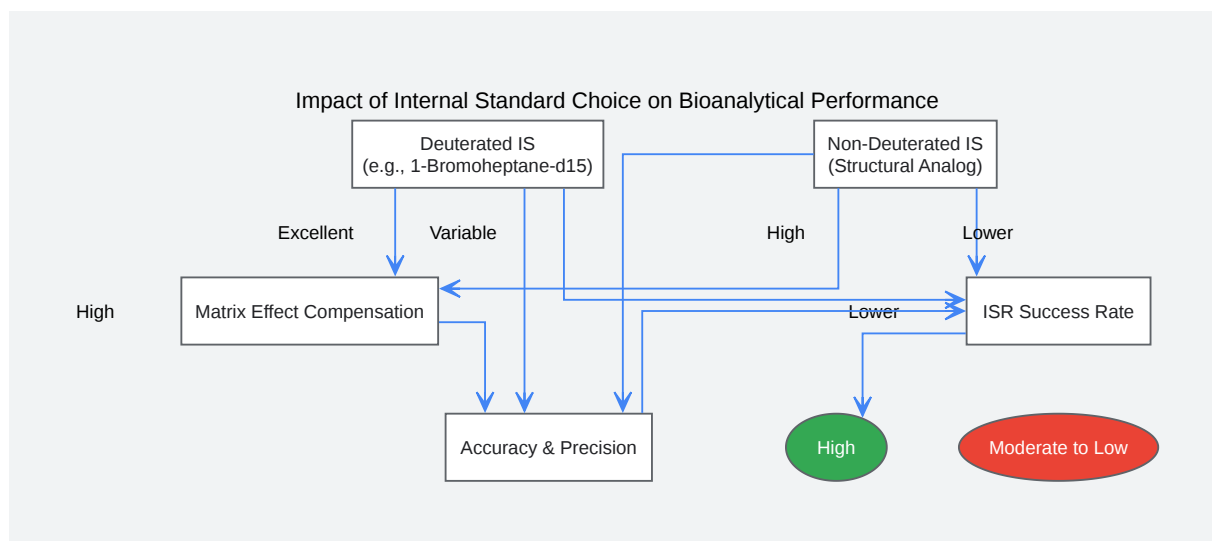 Impact of Internal Standard Choice on Bioanalytical Performance
Deuterated IS
(e.g., 1-Bromoheptane-d15)
Non-Deuterated IS
(Structural Analog)
Excellent
Variable
High
Lower
High
Matrix Effect Compensation
Lower
ISR Success Rate
Accuracy & Precision
High
Moderate to Low